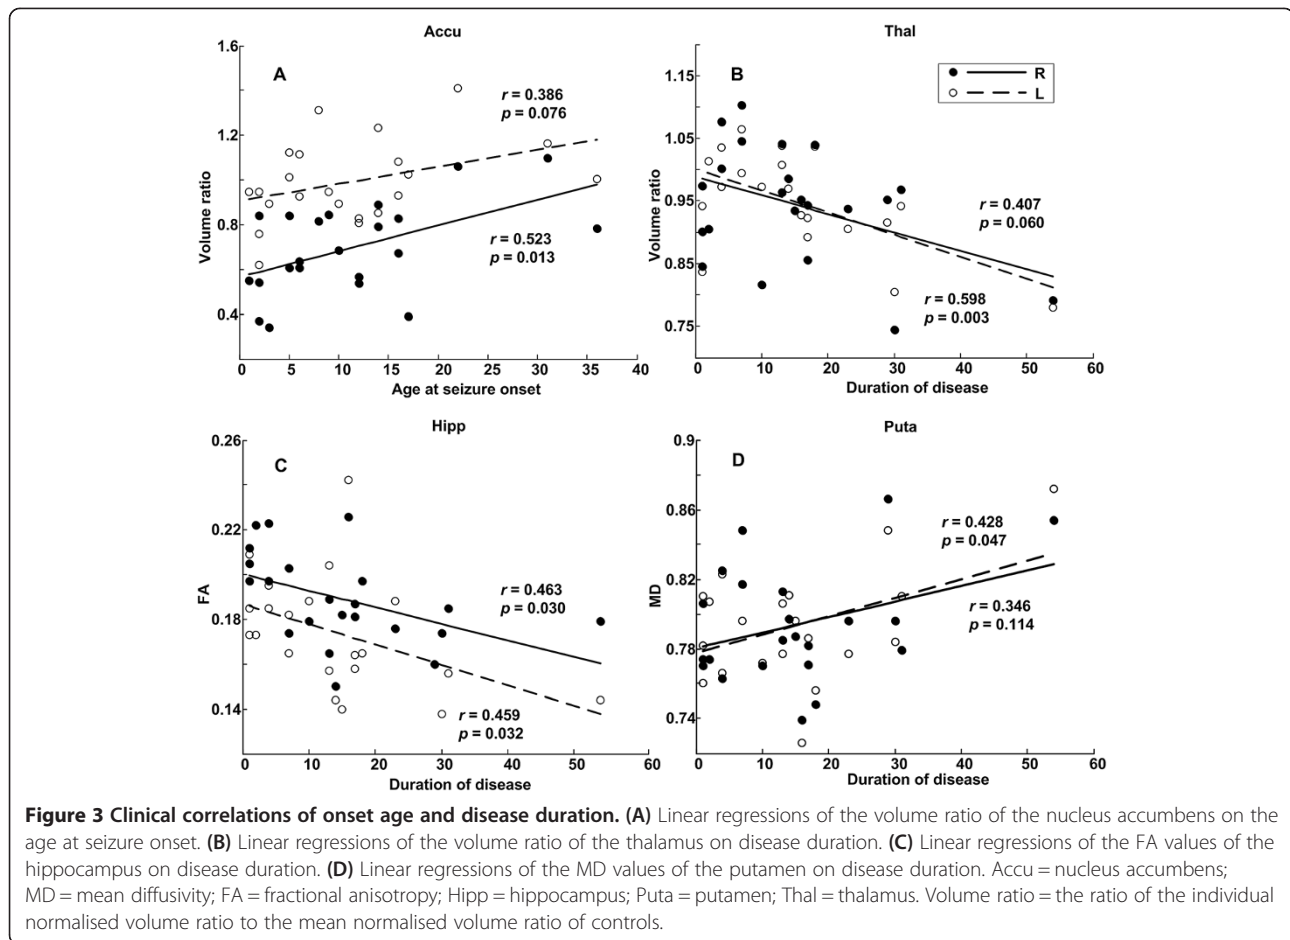 Accu
1.6
1.2
0.8
0.4
Volume ratio
A
r = 0.386
p = 0.076
r = 0.523
p = 0.013
0 5 10 15 20 25 30 35 40
Age at seizure onset
Thal
1.15
1.05
0.95
0.85
0.75
Volume ratio
B
R
L
r = 0.407
p = 0.060
r = 0.598
p = 0.003
0 10 20 30 40 50 60
Duration of disease
Hipp
0.26
0.22
0.18
0.14
FA
C
r = 0.463
p = 0.030
r = 0.459
p = 0.032
0 10 20 30 40 50 60
Duration of disease
Puta
0.9
0.86
0.82
0.78
0.74
MD
D
r = 0.428
p = 0.047
r = 0.346
p = 0.114
0 10 20 30 40 50 60
Duration of disease
Figure 3 Clinical correlations of onset age and disease duration. (A) Linear regressions of the volume ratio of the nucleus accumbens on the
age at seizure onset. (B) Linear regressions of the volume ratio of the thalamus on disease duration. (C) Linear regressions of the FA values of the
hippocampus on disease duration. (D) Linear regressions of the MD values of the putamen on disease duration. Accu = nucleus accumbens;
MD = mean diffusivity; FA = fractional anisotropy; Hipp = hippocampus; Puta = putamen; Thal = thalamus. Volume ratio = the ratio of the individual
normalised volume ratio to the mean normalised volume ratio of controls.